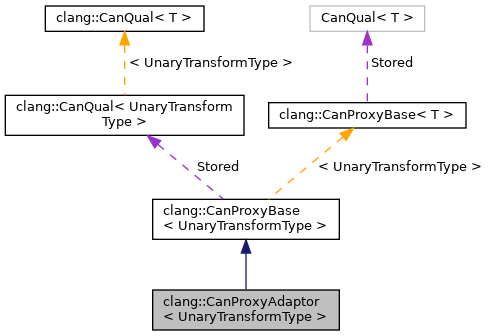 clang::CanQual< T >
CanQual< T >
< UnaryTransformType >
Stored
clang::CanQual< UnaryTransform
Type >
clang::CanProxyBase< T >
Stored
< UnaryTransformType >
clang::CanProxyBase
< UnaryTransformType >
clang::CanProxyAdaptor
< UnaryTransformType >